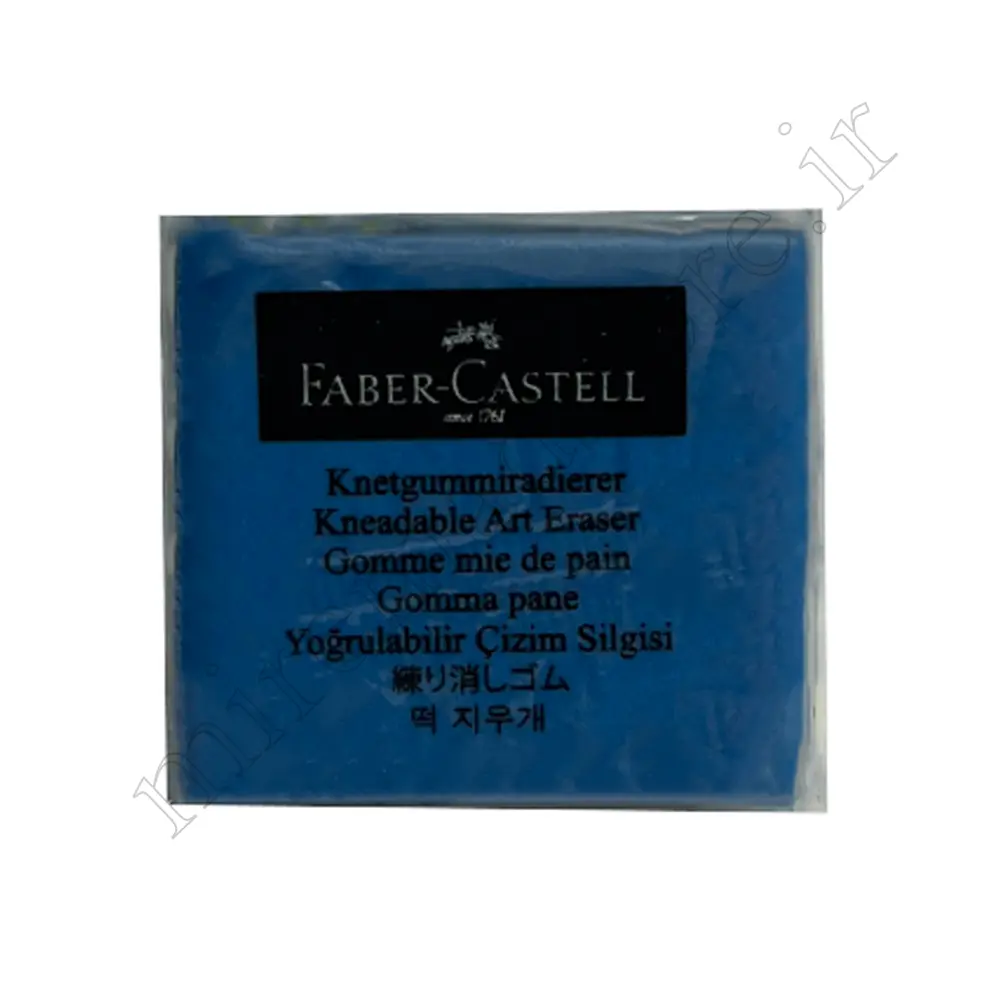 FABER-CASTELL
since 1761
Knetgummiradierer
Kneadable Art Eraser
Gomme mie de pain
Gomma pane
Yoğrulabilir Çizim Silgisi
練り消しゴム
떡 지우개